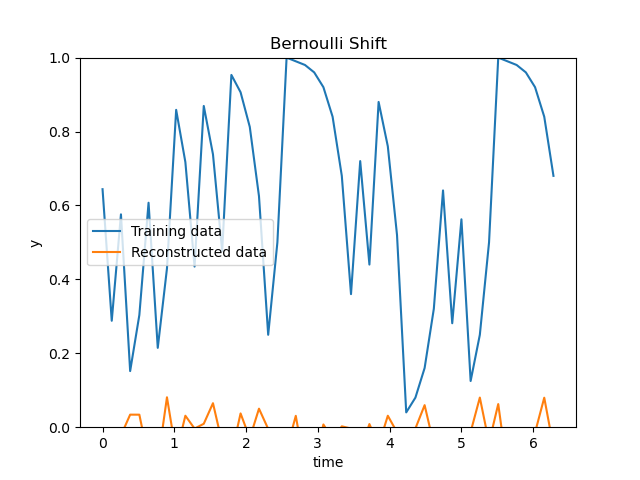 Bernoulli Shift
1.0
0.8
0.6
0.4
0.2
0.0
y
Training data
Reconstructed data
0 1 2 3 4 5 6
time